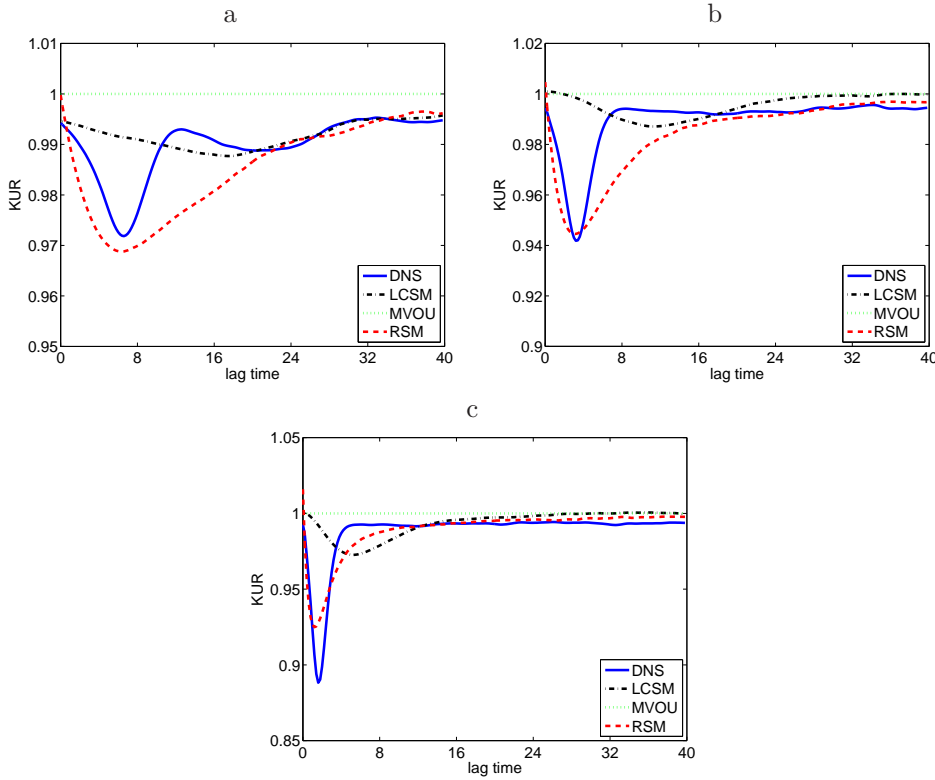 a
1.01
1
0.99
0.98
0.97
0.96
0.95
KUR
0
8
16
24
32
40
lag time
DNS
LCSM
MVOU
RSM
b
1.02
1
0.98
0.96
0.94
0.92
0.9
KUR
0
8
16
24
32
40
lag time
DNS
LCSM
MVOU
RSM
c
1.05
1
0.95
0.9
0.85
KUR
0
8
16
24
32
40
lag time
DNS
LCSM
MVOU
RSM